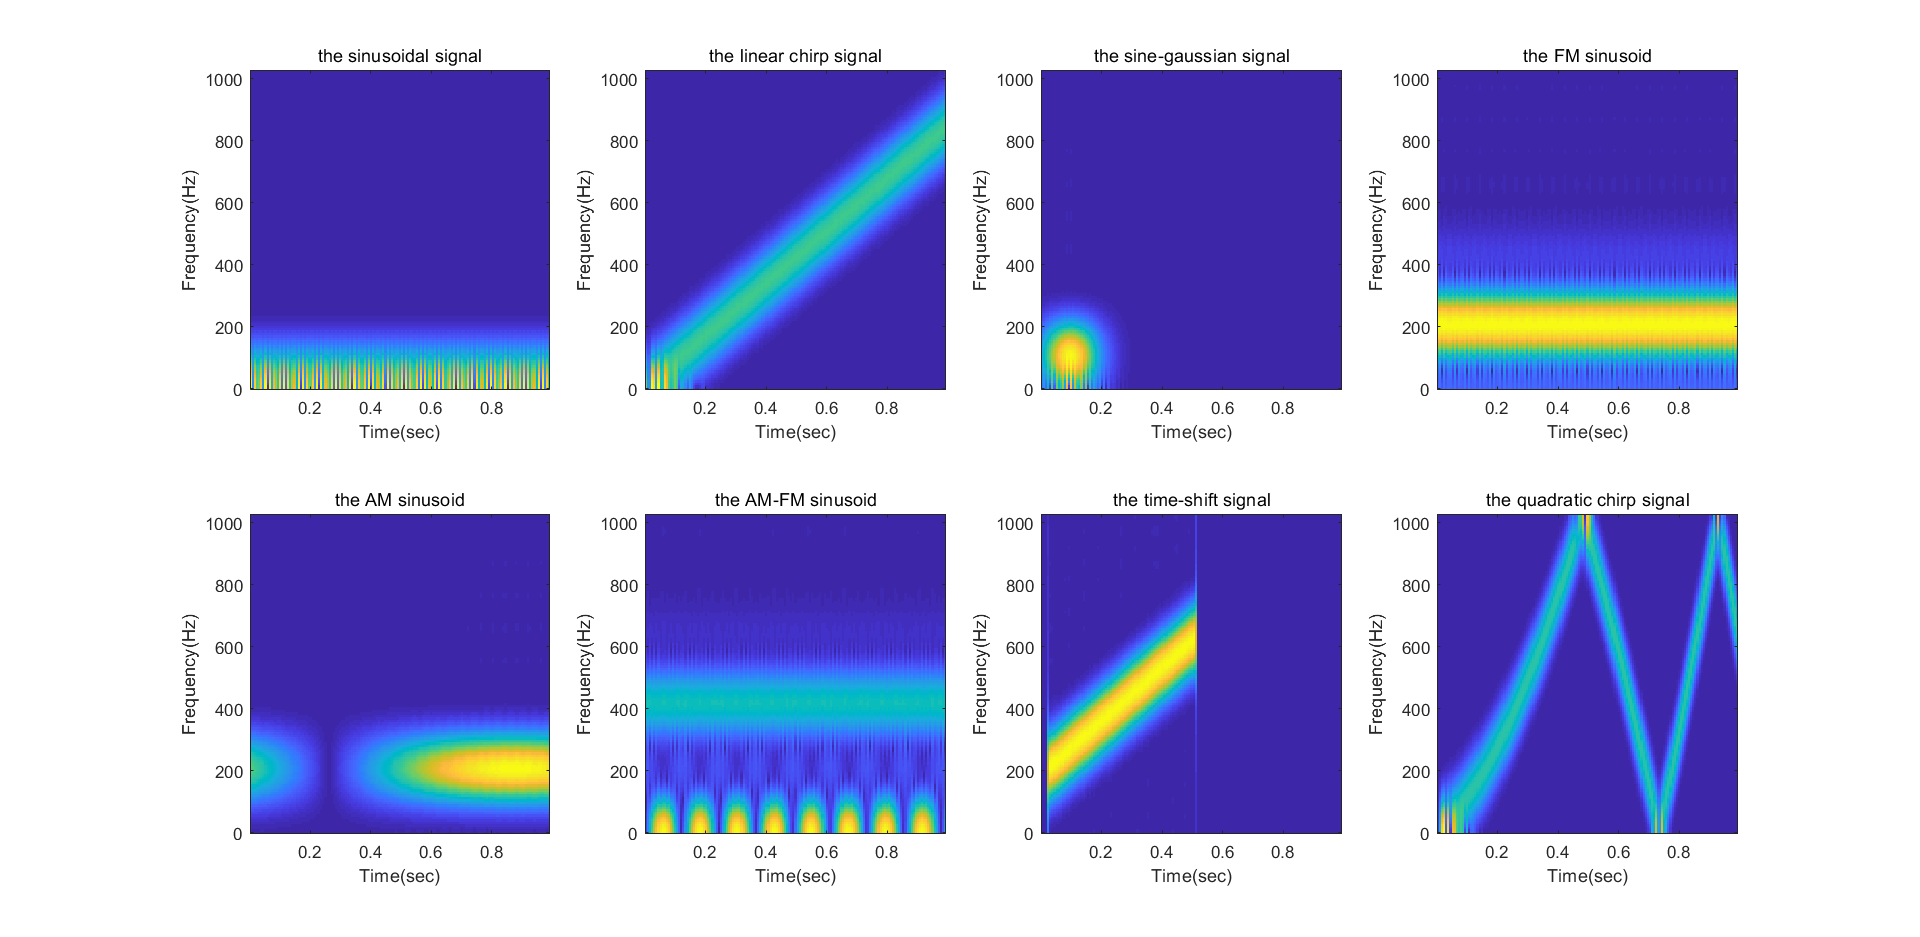 the sinusoidal signal
1000
800
600
400
200
0
Frequency(Hz)
0.2 0.4 0.6 0.8
Time(sec)
the linear chirp signal
1000
800
600
400
200
0
Frequency(Hz)
0.2 0.4 0.6 0.8
Time(sec)
the sine-gaussian signal
1000
800
600
400
200
0
Frequency(Hz)
0.2 0.4 0.6 0.8
Time(sec)
the FM sinusoid
1000
800
600
400
200
0
Frequency(Hz)
0.2 0.4 0.6 0.8
Time(sec)
the AM sinusoid
1000
800
600
400
200
0
Frequency(Hz)
0.2 0.4 0.6 0.8
Time(sec)
the AM-FM sinusoid
1000
800
600
400
200
0
Frequency(Hz)
0.2 0.4 0.6 0.8
Time(sec)
the time-shift signal
1000
800
600
400
200
0
Frequency(Hz)
0.2 0.4 0.6 0.8
Time(sec)
the quadratic chirp signal
1000
800
600
400
200
0
Frequency(Hz)
0.2 0.4 0.6 0.8
Time(sec)